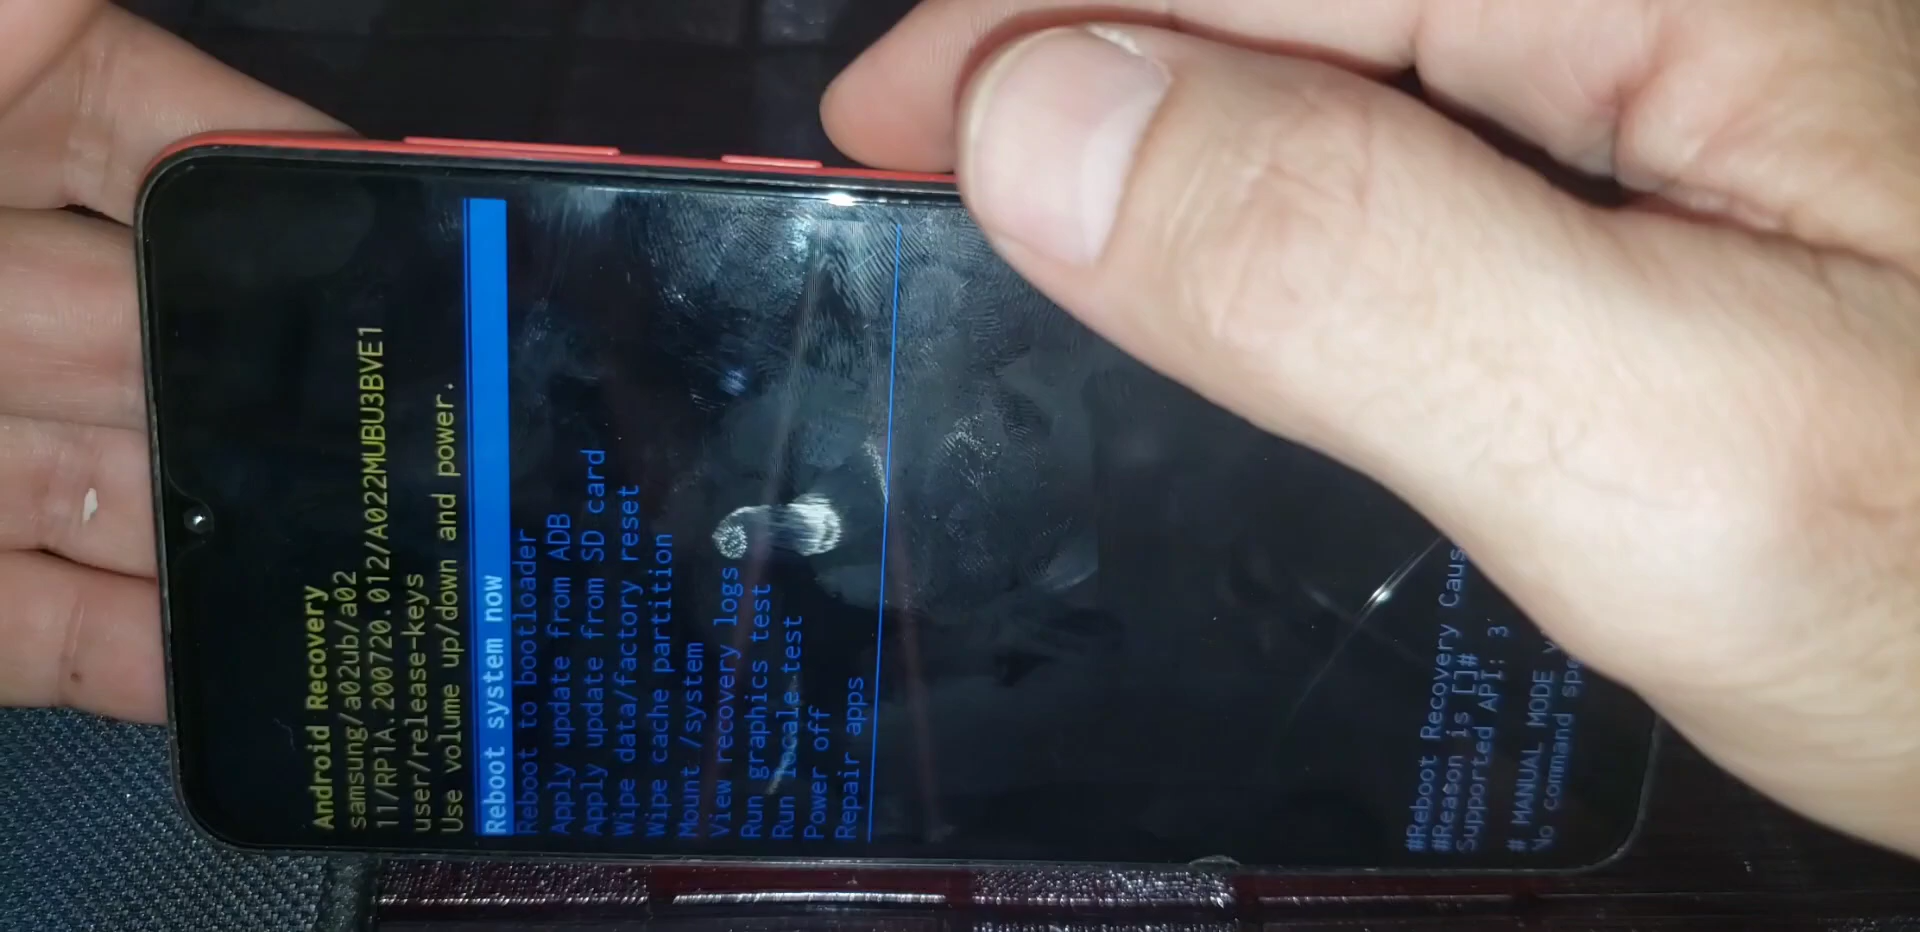 Android Recovery
samsung/a02ub/a02
11/RP1A.200720.012/A022MUBU3BVE1
user/release-keys
Use volume up/down and power.
Reboot system now
Reboot to bootloader
Apply update from ADB
Apply update from SD card
Wipe data/factory reset
Wipe cache partition
Mount /system
View recovery logs
Run graphics test
Run locale test
Power off
Repair apps
#Reboot Recovery
#Reason is []#
Supported API: 3
# MANUAL MODE
No command